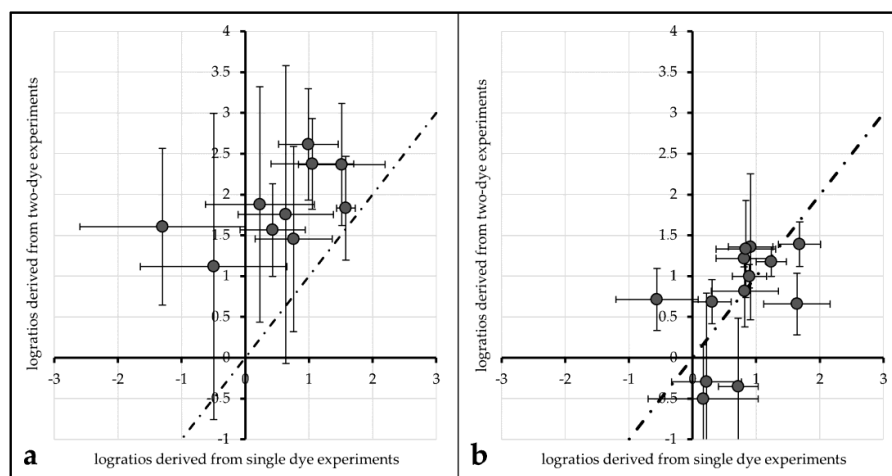 logratios derived from two-dye experiments
4
3.5
3
2.5
2
1.5
1
0.5
0
-3 -2 -1 0 1 2 3
-0.5
-1
a
logratios derived from single dye experiments
logratios derived from two-dye experiments
4
3.5
3
2.5
2
1.5
1
0.5
0
-3 -2 -1 0 1 2 3
-0.5
-1
b
logratios derived from single dye experiments